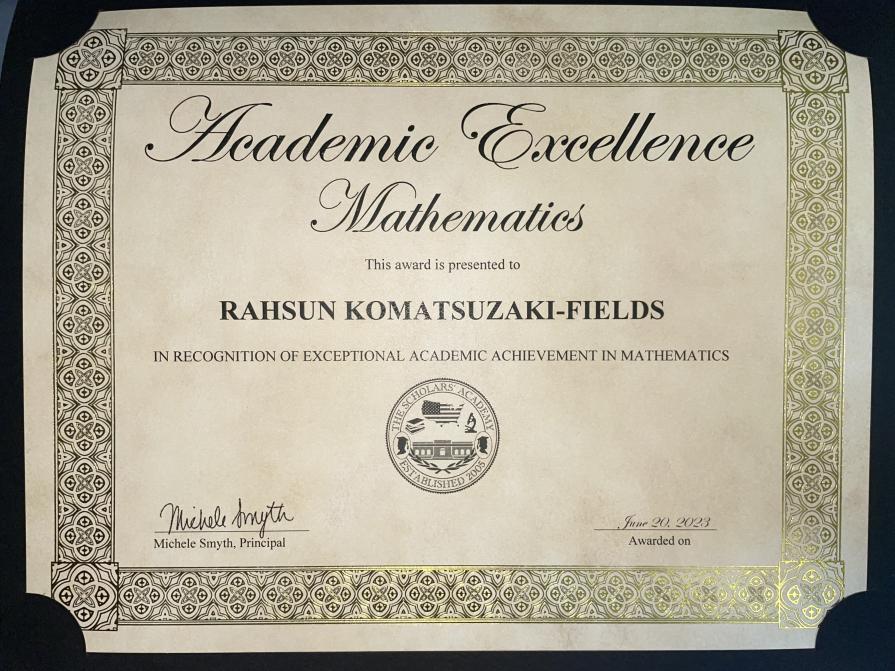 Academic Excellence
Mathematics
This award is presented to
RAHSUN KOMATSUZAKI-FIELDS
IN RECOGNITION OF EXCEPTIONAL ACADEMIC ACHIEVEMENT IN MATHEMATICS
THE SCHOLARS' ACADEMY
ESTABLISHED 2005
Michele Smyth
Michele Smyth, Principal
June 20, 2023
Awarded on